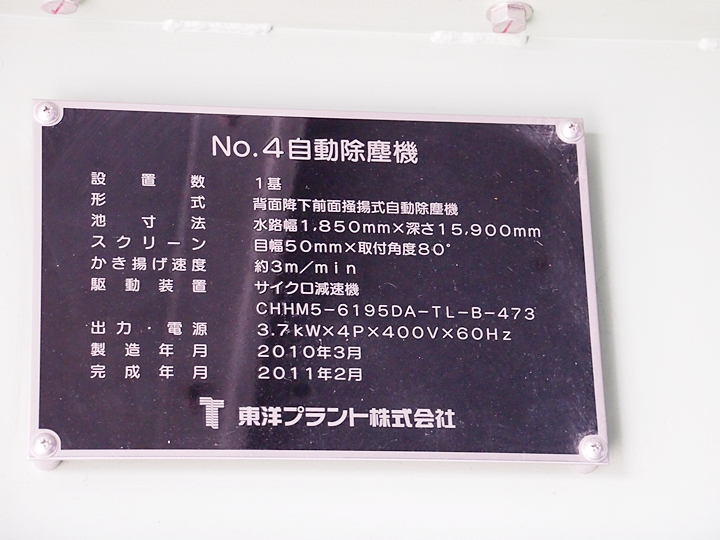 No.4自動除塵機
設置数 1基
形式 背面降下前面掻揚式自動除塵機
池寸法 水路幅1,850mm×深さ15,900mm
スクリーン 目幅50mm×取付角度80°
かき揚げ速度 約3m/min
駆動装置 サイクロ減速機
CHHM5-6195DA-TL-B-473
出力・電源 3.7kW×4P×400V×60Hz
製造年月 2010年3月
完成年月 2011年2月
東洋プラント株式会社